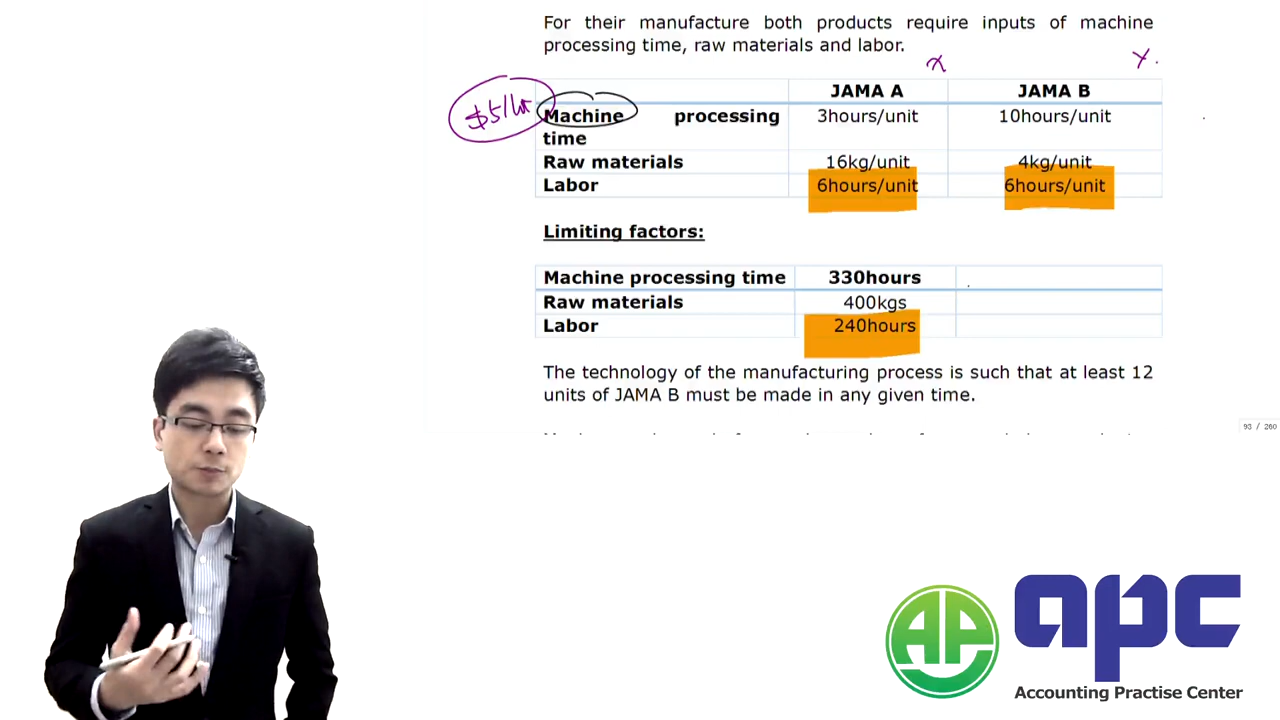 For their manufacture both products require inputs of machine
processing time, raw materials and labor.
x
Y
JAMA A JAMA B
$5/hr
Machine processing 3hours/unit 10hours/unit
time
Raw materials 16kg/unit 4kg/unit
Labor 6hours/unit 6hours/unit
Limiting factors:
Machine processing time 330hours
Raw materials 400kgs
Labor 240hours
The technology of the manufacturing process is such that at least 12
units of JAMA B must be made in any given time.
93 / 260
AP
apc
Accounting Practise Center